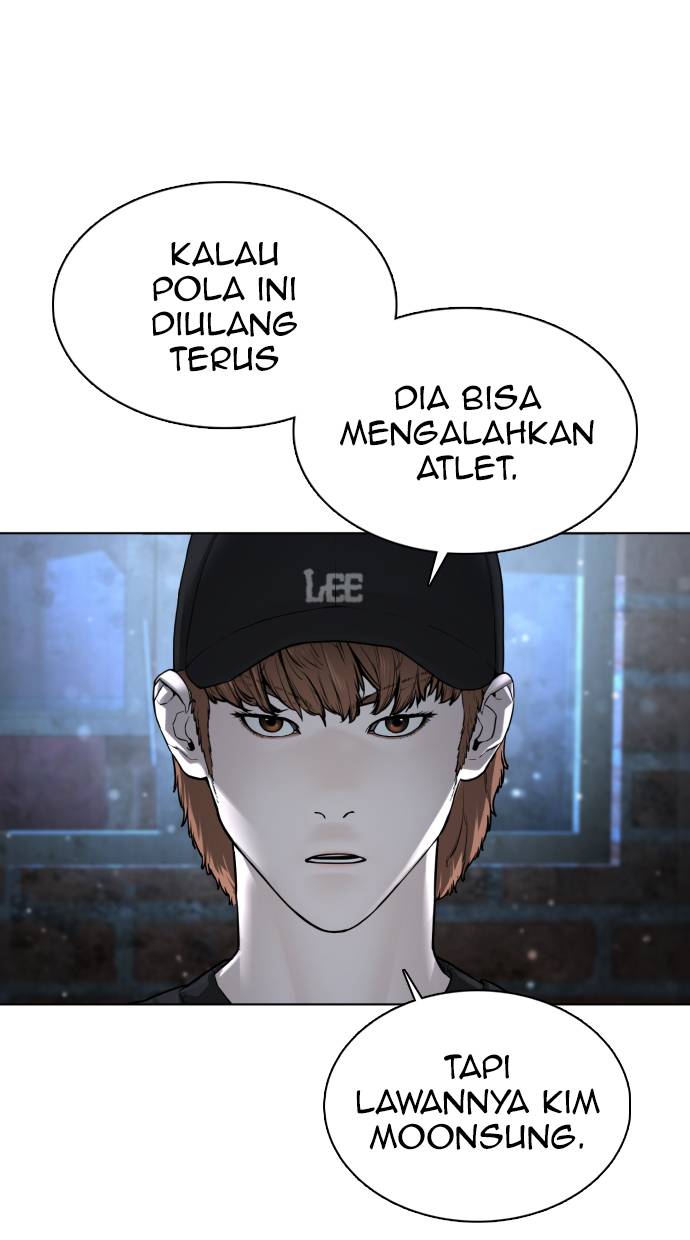 KALAU
POLA INI
DIULANG
TERUS
DIA BISA
MENGALAHKAN
ATLET.
LEE
TAPI
LAWANNYA KIM
MOONSUNG.